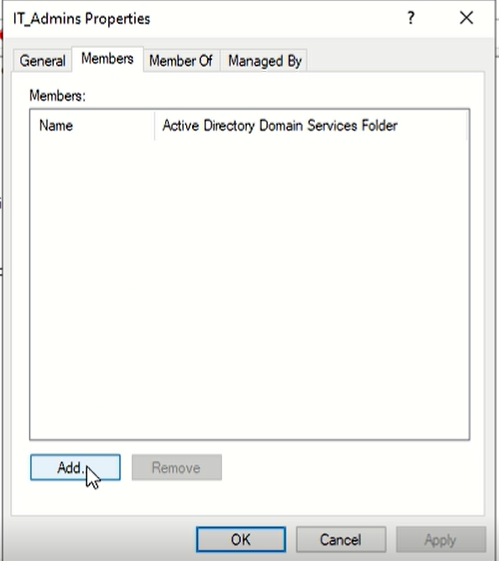 IT_Admins Properties
?
General Members Member Of Managed By
Members:
Name Active Directory Domain Services Folder
Add... Remove
OK Cancel Apply